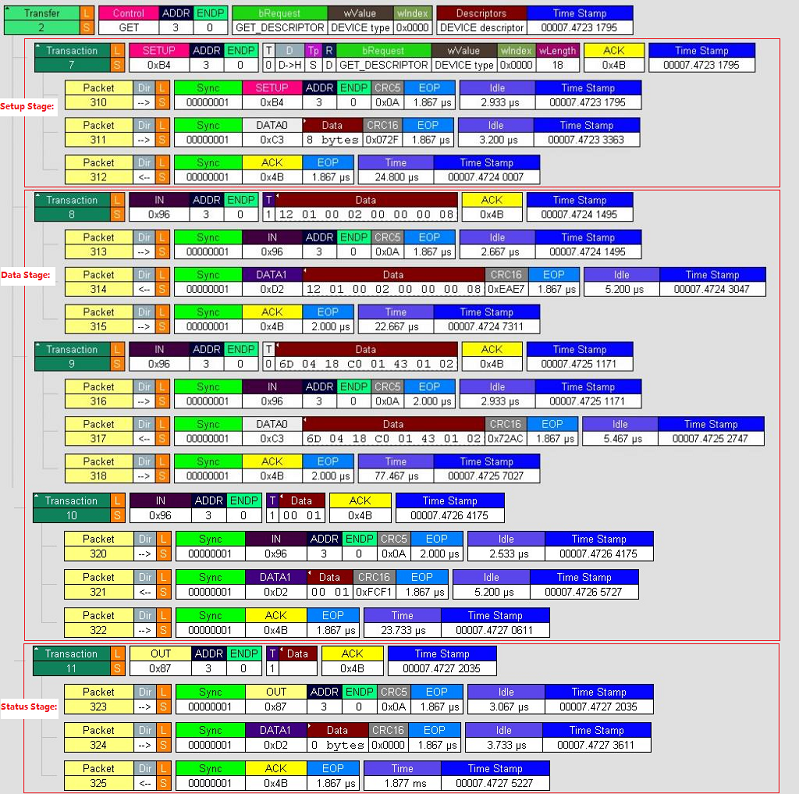 Transfer L Control ADDR ENDP bRequest wValue wIndex Descriptors Time Stamp
2 S GET 3 0 GET_DESCRIPTOR DEVICE type 0x0000 DEVICE descriptor 00007.4723 1795
Transaction L SETUP ADDR ENDP T D Tp R bRequest wValue wIndex wLength ACK Time Stamp
7 S 0xB4 3 0 0 D->H S D GET_DESCRIPTOR DEVICE type 0x0000 18 0x4B 00007.4723 1795
Packet Dir L Sync SETUP ADDR ENDP CRC5 EOP Idle Time Stamp
310 --> S 00000001 0xB4 3 0 0x0A 1.867 µs 2.933 µs 00007.4723 1795
Setup Stage:
Packet Dir L Sync DATA0 Data CRC16 EOP Idle Time Stamp
311 --> S 00000001 0xC3 8 bytes 0x072F 1.867 µs 3.200 µs 00007.4723 3363
Packet Dir L Sync ACK EOP Time Time Stamp
312 <-- S 00000001 0x4B 1.867 µs 24.800 µs 00007.4724 0007
Transaction L IN ADDR ENDP T Data ACK Time Stamp
8 S 0x96 3 0 1 12 01 00 02 00 00 00 08 0x4B 00007.4724 1495
Packet Dir L Sync IN ADDR ENDP CRC5 EOP Idle Time Stamp
313 --> S 00000001 0x96 3 0 0x0A 1.867 µs 2.667 µs 00007.4724 1495
Data Stage:
Packet Dir L Sync DATA1 Data CRC16 EOP Idle Time Stamp
314 <-- S 00000001 0xD2 12 01 00 02 00 00 00 08 0xEAE7 1.867 µs 5.200 µs 00007.4724 3047
Packet Dir L Sync ACK EOP Time Time Stamp
315 --> S 00000001 0x4B 2.000 µs 22.667 µs 00007.4724 7311
Transaction L IN ADDR ENDP T Data ACK Time Stamp
9 S 0x96 3 0 0 6D 04 18 C0 01 43 01 02 0x4B 00007.4725 1171
Packet Dir L Sync IN ADDR ENDP CRC5 EOP Idle Time Stamp
316 --> S 00000001 0x96 3 0 0x0A 2.000 µs 2.933 µs 00007.4725 1171
Packet Dir L Sync DATA0 Data CRC16 EOP Idle Time Stamp
317 <-- S 00000001 0xC3 6D 04 18 C0 01 43 01 02 0x72AC 1.867 µs 5.467 µs 00007.4725 2747
Packet Dir L Sync ACK EOP Time Time Stamp
318 --> S 00000001 0x4B 2.000 µs 77.467 µs 00007.4725 7027
Transaction L IN ADDR ENDP T Data ACK Time Stamp
10 S 0x96 3 0 1 00 01 0x4B 00007.4726 4175
Packet Dir L Sync IN ADDR ENDP CRC5 EOP Idle Time Stamp
320 --> S 00000001 0x96 3 0 0x0A 2.000 µs 2.533 µs 00007.4726 4175
Packet Dir L Sync DATA1 Data CRC16 EOP Idle Time Stamp
321 <-- S 00000001 0xD2 00 01 0xFCF1 1.867 µs 5.200 µs 00007.4726 5727
Packet Dir L Sync ACK EOP Time Time Stamp
322 --> S 00000001 0x4B 1.867 µs 23.733 µs 00007.4727 0611
Transaction L OUT ADDR ENDP T Data ACK Time Stamp
11 S 0x87 3 0 1 0x4B 00007.4727 2035
Packet Dir L Sync OUT ADDR ENDP CRC5 EOP Idle Time Stamp
323 --> S 00000001 0x87 3 0 0x0A 1.867 µs 3.067 µs 00007.4727 2035
Status Stage:
Packet Dir L Sync DATA1 Data CRC16 EOP Idle Time Stamp
324 --> S 00000001 0xD2 0 bytes 0x0000 1.867 µs 3.733 µs 00007.4727 3611
Packet Dir L Sync ACK EOP Time Time Stamp
325 <-- S 00000001 0x4B 1.867 µs 1.877 ms 00007.4727 5227